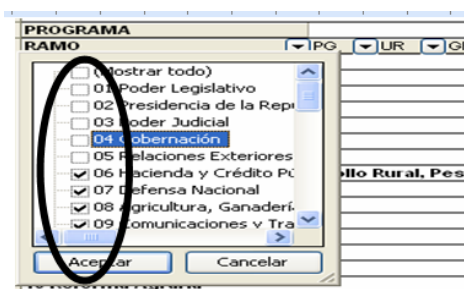 PROGRAMA
RAMO PG UR
(Mostrar todo)
01 Poder Legislativo
02 Presidencia de la Repú
03 Poder Judicial
04 Gobernación
05 Relaciones Exteriores
06 Hacienda y Crédito Pú
07 Defensa Nacional
ollo Rural, Pes
08 Agricultura, Ganaderí
09 Comunicaciones y Tra
Aceptar Cancelar